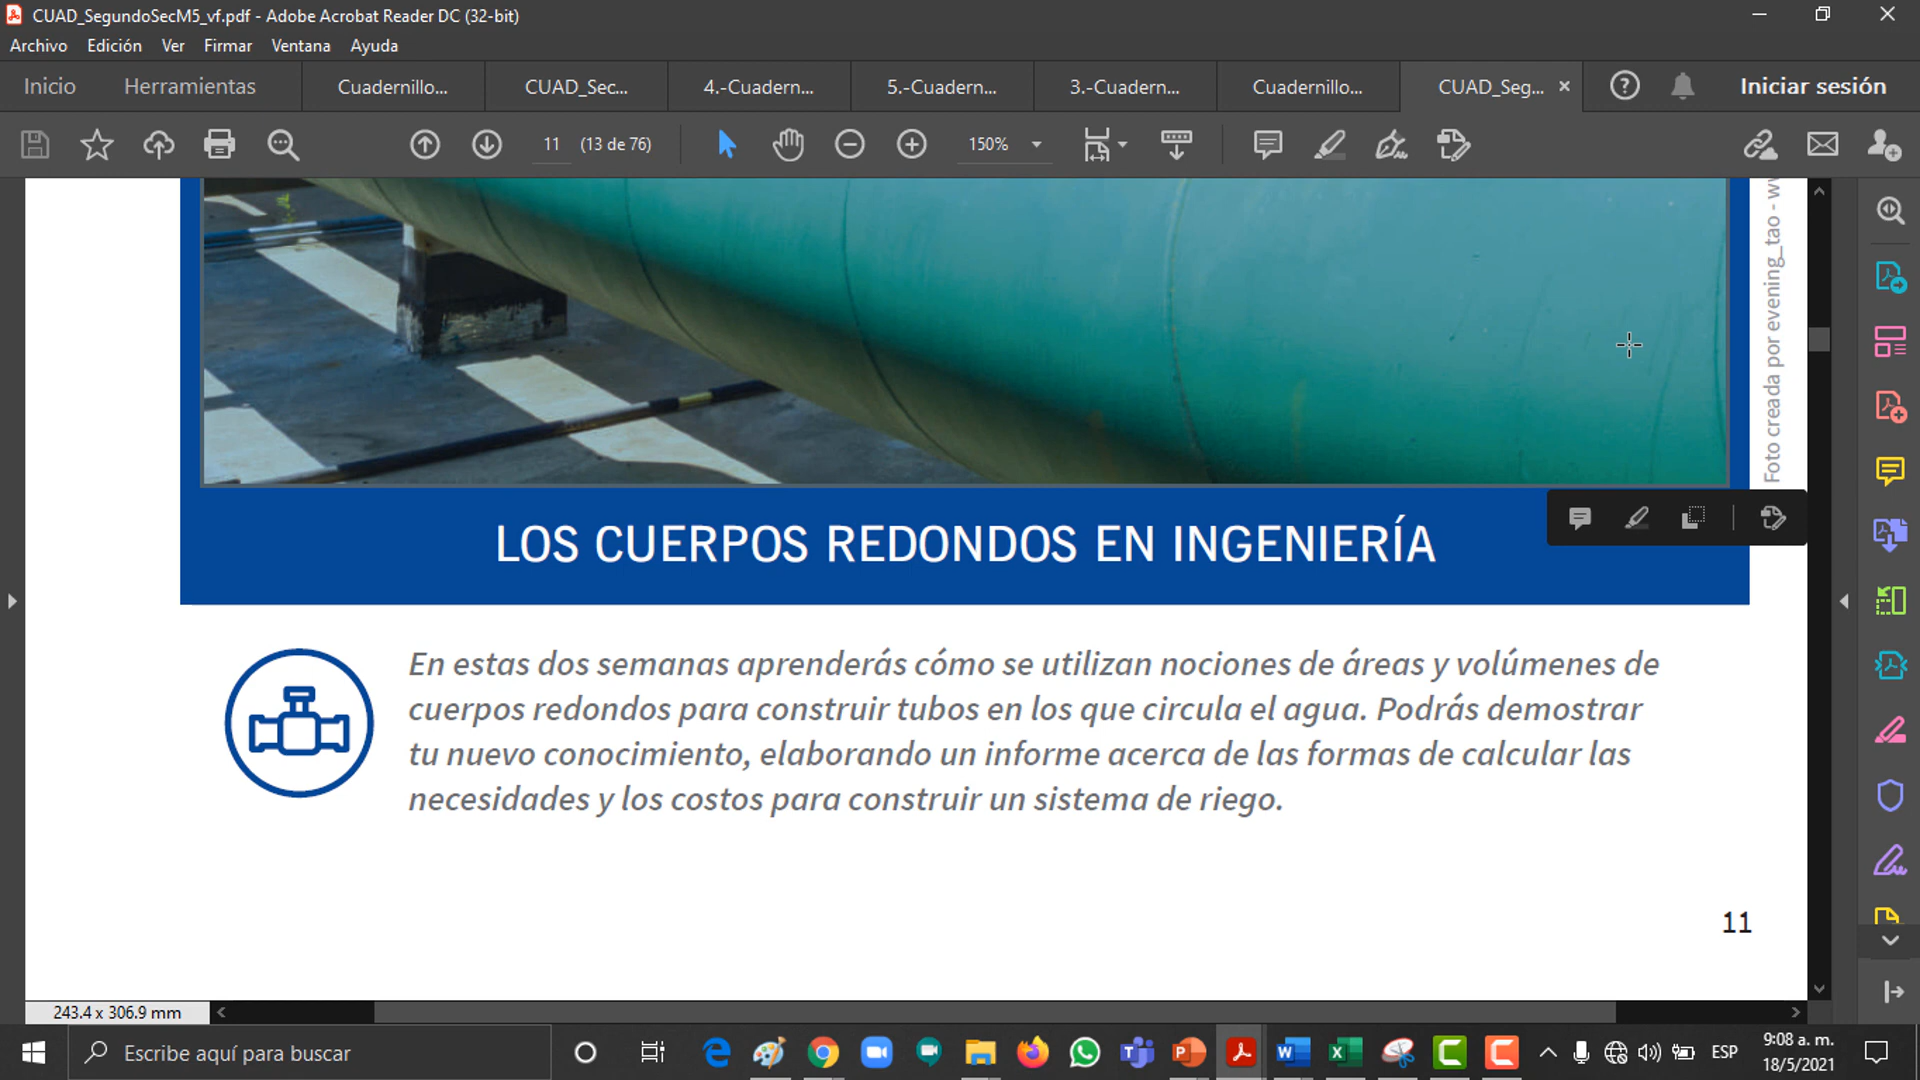 CUAD_SegundoSecM5_vf.pdf - Adobe Acrobat Reader DC (32-bit)
Archivo Edición Ver Firmar Ventana Ayuda
Inicio Herramientas Cuadernillo... CUAD_Sec... 4.-Cuadern... 5.-Cuadern... 3.-Cuadern... Cuadernillo... CUAD_Seg... Iniciar sesión
11 (13 de 76) 150%
Foto creada por evening_tao - w
LOS CUERPOS REDONDOS EN INGENIERÍA
En estas dos semanas aprenderás cómo se utilizan nociones de áreas y volúmenes de
cuerpos redondos para construir tubos en los que circula el agua. Podrás demostrar
tu nuevo conocimiento, elaborando un informe acerca de las formas de calcular las
necesidades y los costos para construir un sistema de riego.
11
243.4 x 306.9 mm
Escribe aquí para buscar
ESP
9:08 a. m.
18/5/2021